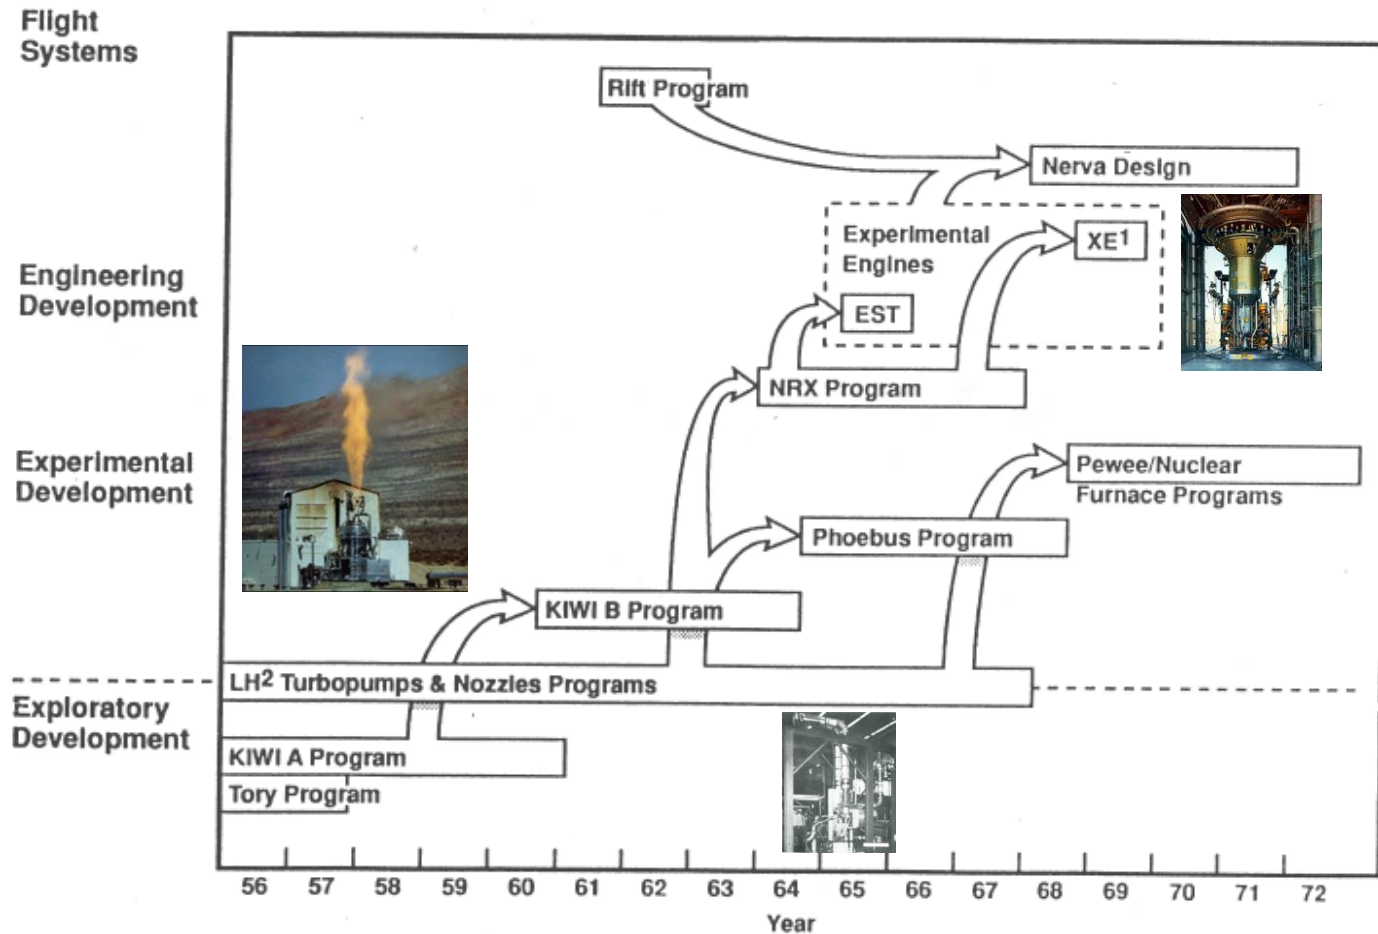 Flight
Systems
Rift Program
Nerva Design
Experimental
Engines
XE1
Engineering
Development
EST
NRX Program
Experimental
Development
Pewee/Nuclear
Furnace Programs
Phoebus Program
KIWI B Program
LH2 Turbopumps & Nozzles Programs
Exploratory
Development
KIWI A Program
Tory Program
56 57 58 59 60 61 62 63 64 65 66 67 68 69 70 71 72
Year